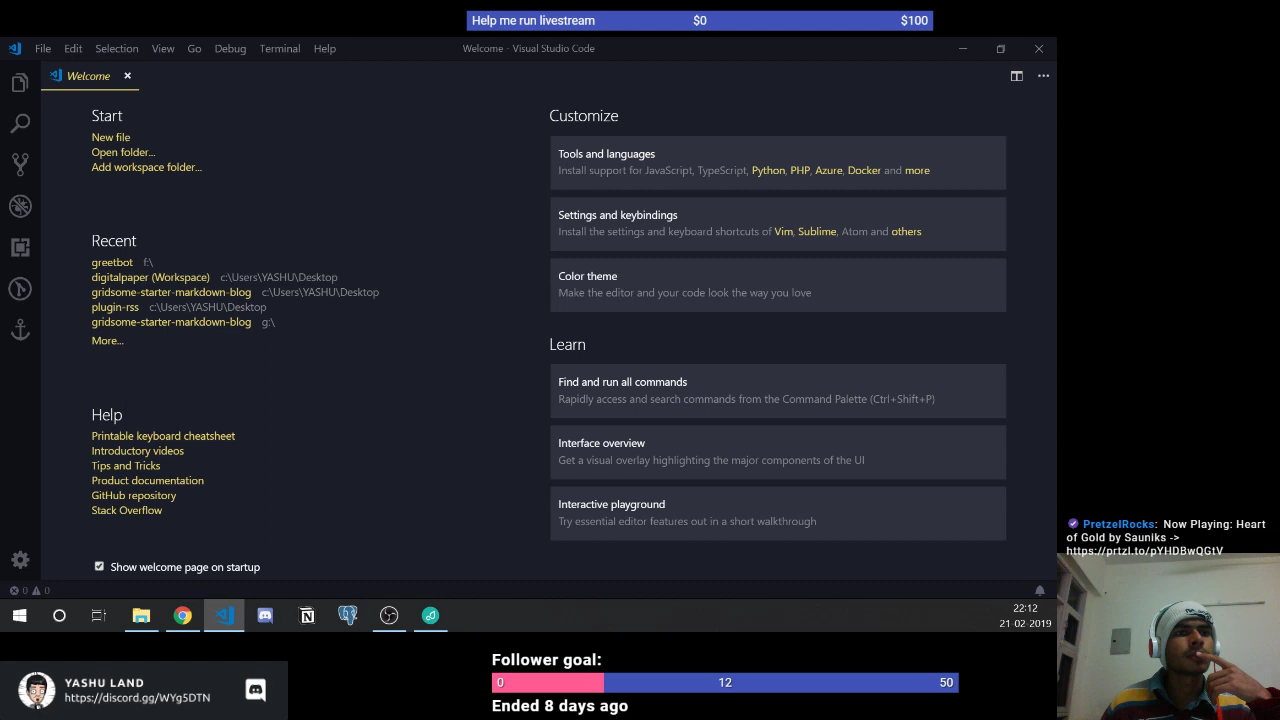 Help me run livestream $0 $100
File Edit Selection View Go Debug Terminal Help
Welcome - Visual Studio Code
Welcome
Start
New file
Open folder...
Add workspace folder...
Recent
greetbot f:\
digitalpaper (Workspace) c:\Users\YASHU\Desktop
gridsome-starter-markdown-blog c:\Users\YASHU\Desktop
plugin-rss c:\Users\YASHU\Desktop
gridsome-starter-markdown-blog g:\
More...
Help
Printable keyboard cheatsheet
Introductory videos
Tips and Tricks
Product documentation
GitHub repository
Stack Overflow
Show welcome page on startup
Customize
Tools and languages
Install support for JavaScript, TypeScript, Python, PHP, Azure, Docker and more
Settings and keybindings
Install the settings and keyboard shortcuts of Vim, Sublime, Atom and others
Color theme
Make the editor and your code look the way you love
Learn
Find and run all commands
Rapidly access and search commands from the Command Palette (Ctrl+Shift+P)
Interface overview
Get a visual overlay highlighting the major components of the UI
Interactive playground
Try essential editor features out in a short walkthrough
0 0
22:12
21-02-2019
PretzelRocks: Now Playing: Heart
of Gold by Sauniks ->
https://prtzl.to/pYHDBwQGtV
YASHU LAND
https://discord.gg/WYg5DTN
Follower goal:
0 12 50
Ended 8 days ago